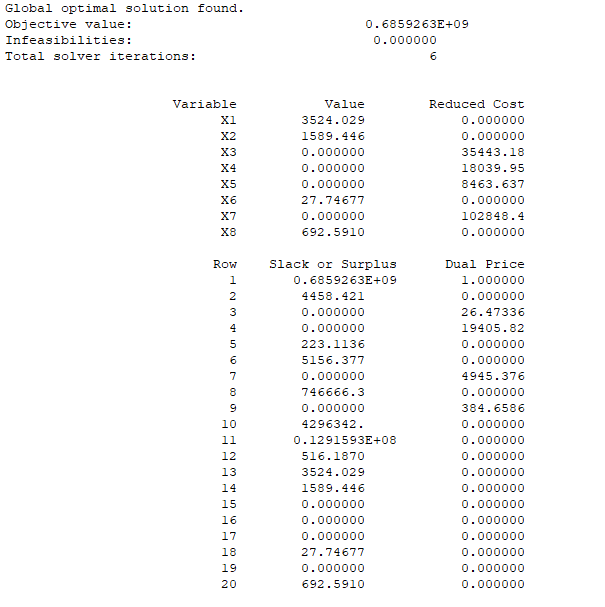 Global optimal solution found.
Objective value: 0.6859263E+09
Infeasibilities: 0.000000
Total solver iterations: 6
Variable Value Reduced Cost
X1 3524.029 0.000000
X2 1589.446 0.000000
X3 0.000000 35443.18
X4 0.000000 18039.95
X5 0.000000 8463.637
X6 27.74677 0.000000
X7 0.000000 102848.4
X8 692.5910 0.000000
Row Slack or Surplus Dual Price
1 0.6859263E+09 1.000000
2 4458.421 0.000000
3 0.000000 26.47336
4 0.000000 19405.82
5 223.1136 0.000000
6 5156.377 0.000000
7 0.000000 4945.376
8 746666.3 0.000000
9 0.000000 384.6586
10 4296342. 0.000000
11 0.1291593E+08 0.000000
12 516.1870 0.000000
13 3524.029 0.000000
14 1589.446 0.000000
15 0.000000 0.000000
16 0.000000 0.000000
17 0.000000 0.000000
18 27.74677 0.000000
19 0.000000 0.000000
20 692.5910 0.000000